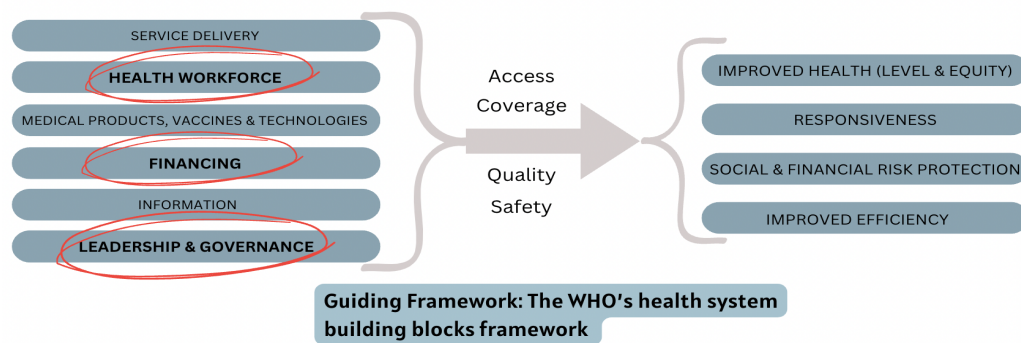 SERVICE DELIVERY
HEALTH WORKFORCE
MEDICAL PRODUCTS, VACCINES & TECHNOLOGIES
FINANCING
INFORMATION
LEADERSHIP & GOVERNANCE
Access
Coverage
Quality
Safety
IMPROVED HEALTH (LEVEL & EQUITY)
RESPONSIVENESS
SOCIAL & FINANCIAL RISK PROTECTION
IMPROVED EFFICIENCY
Guiding Framework: The WHO's health system
building blocks framework